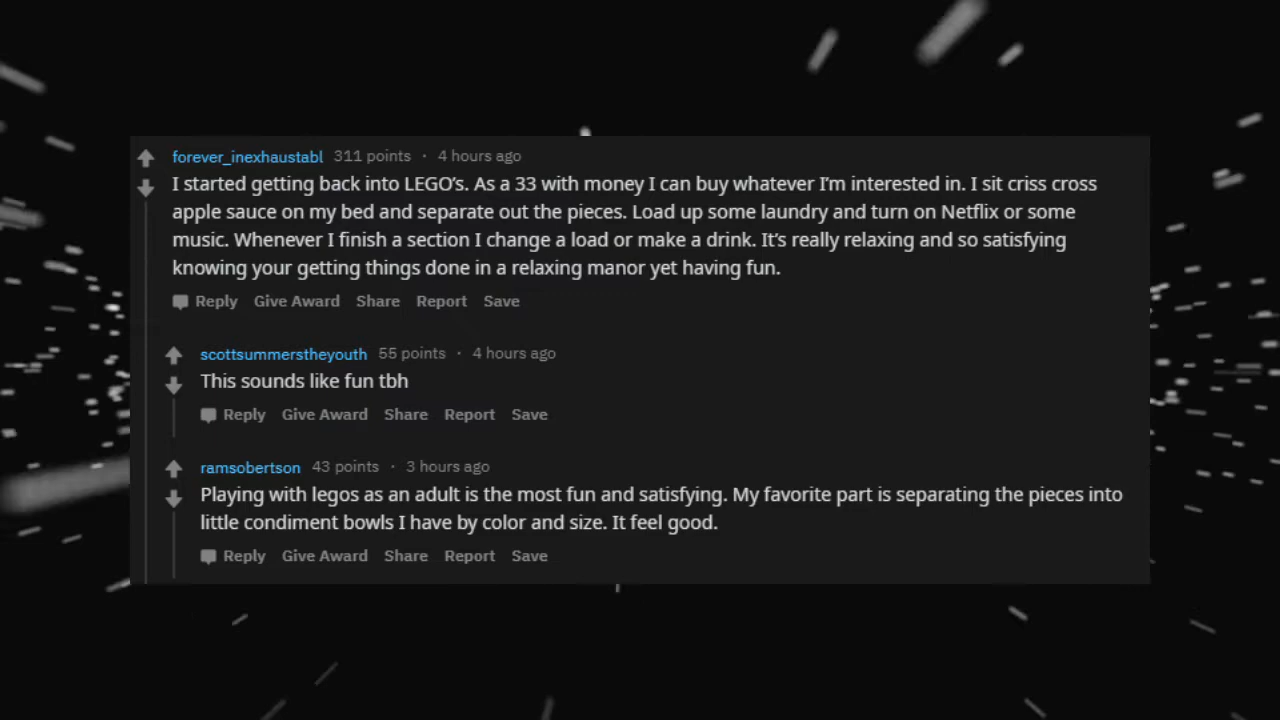 forever_inexhaustabl 311 points · 4 hours ago
I started getting back into LEGO’s. As a 33 with money I can buy whatever I’m interested in. I sit criss cross
apple sauce on my bed and separate out the pieces. Load up some laundry and turn on Netflix or some
music. Whenever I finish a section I change a load or make a drink. It’s really relaxing and so satisfying
knowing your getting things done in a relaxing manor yet having fun.
Reply Give Award Share Report Save
scottsummerstheyouth 55 points · 4 hours ago
This sounds like fun tbh
Reply Give Award Share Report Save
ramsobertson 43 points · 3 hours ago
Playing with legos as an adult is the most fun and satisfying. My favorite part is separating the pieces into
little condiment bowls I have by color and size. It feel good.
Reply Give Award Share Report Save